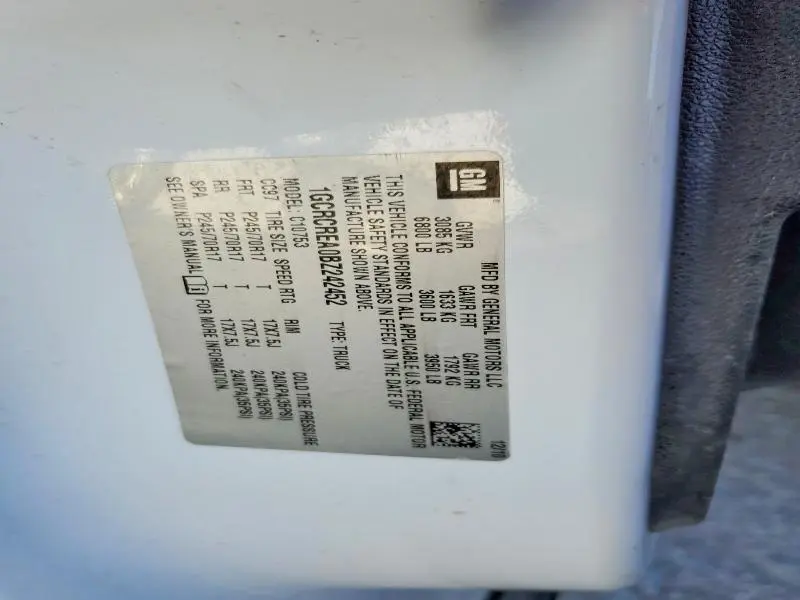 GM
MFD BY GENERAL MOTORS LLC 12/10
GVWR GAWR FRT GAWR RR
3085 KG 1633 KG 1792 KG
6800 LB 3600 LB 3950 LB
THIS VEHICLE CONFORMS TO ALL APPLICABLE U.S. FEDERAL MOTOR
VEHICLE SAFETY STANDARDS IN EFFECT ON THE DATE OF
MANUFACTURE SHOWN ABOVE.
1GCRCREA0BZ242452 TYPE: TRUCK
MODEL: C10753
CC97 TIRE SIZE SPEED RTG RIM COLD TIRE PRESSURE
FRT P245/70R17 T 17X7.5J 240KPA(35PSI)
RR P245/70R17 T 17X7.5J 240KPA(35PSI)
SPA P245/70R17 T 17X7.5J 240KPA(35PSI)
SEE OWNER'S MANUAL FOR MORE INFORMATION.